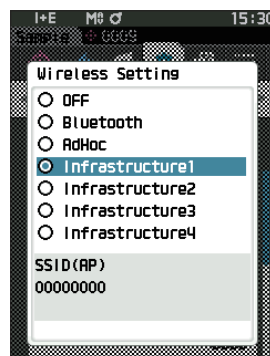 I+E M0 15:30
Sample 0009
Wireless Setting
OFF
Bluetooth
AdHoc
Infrastructure1
Infrastructure2
Infrastructure3
Infrastructure4
SSID(AP)
00000000